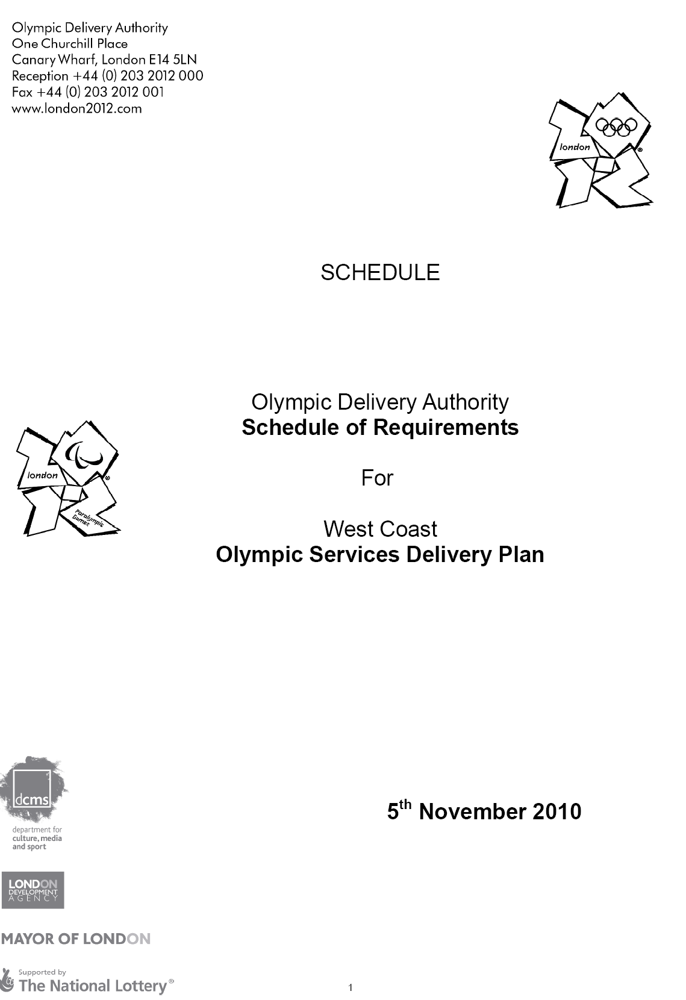 Olympic Delivery Authority
One Churchill Place
Canary Wharf, London E14 5LN
Reception +44 (0) 203 2012 000
Fax +44 (0) 203 2012 001
www.london2012.com
london
®
SCHEDULE
Olympic Delivery Authority
Schedule of Requirements
For
West Coast
Olympic Services Delivery Plan
london
®
Paralympic
Games
5th November 2010
dcms
department for
culture, media
and sport
LONDON
DEVELOPMENT
AGENCY
MAYOR OF LONDON
Supported by
The National Lottery®
1